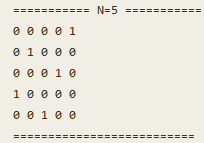 =========== N=5 ===========
0 0 0 0 1
0 1 0 0 0
0 0 0 1 0
1 0 0 0 0
0 0 1 0 0
==========================